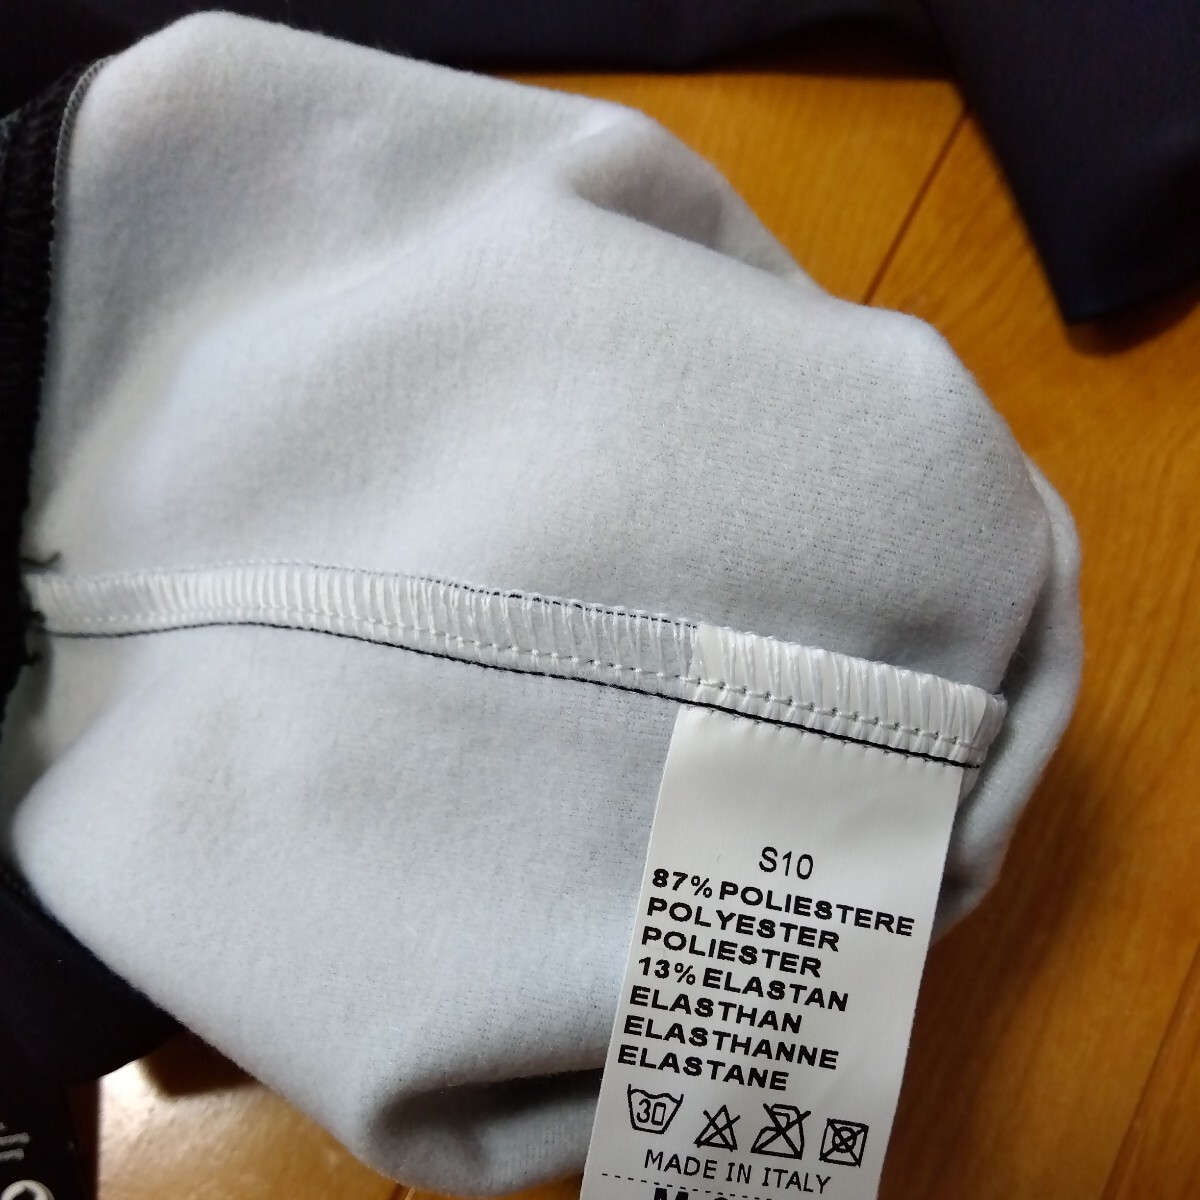 S10
87% POLIESTERE
POLYESTER
POLIESTER
13% ELASTAN
ELASTHAN
ELASTHANNE
ELASTANE
30
MADE IN ITALY